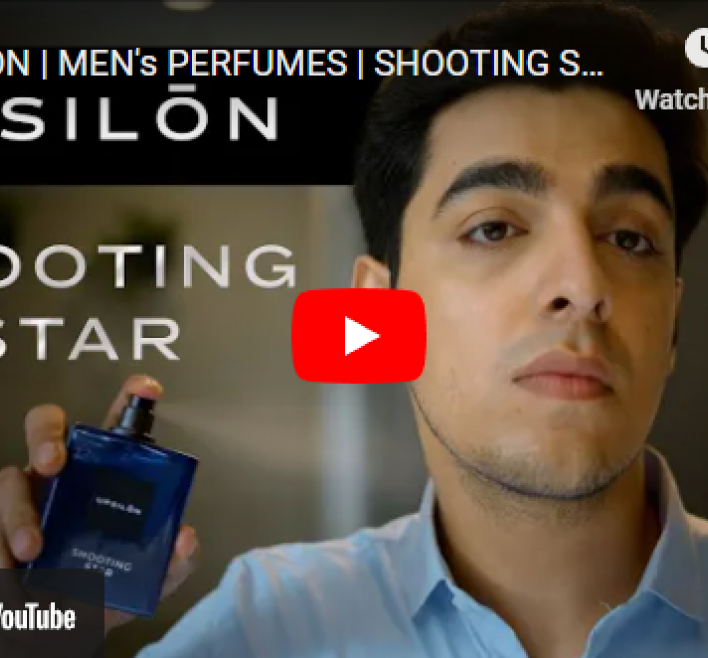 ON | MEN's PERFUMES | SHOOTING S...
Watch
SILŌN
OOTING
STAR
UPSILŌN
SHOOTING
STAR
YouTube